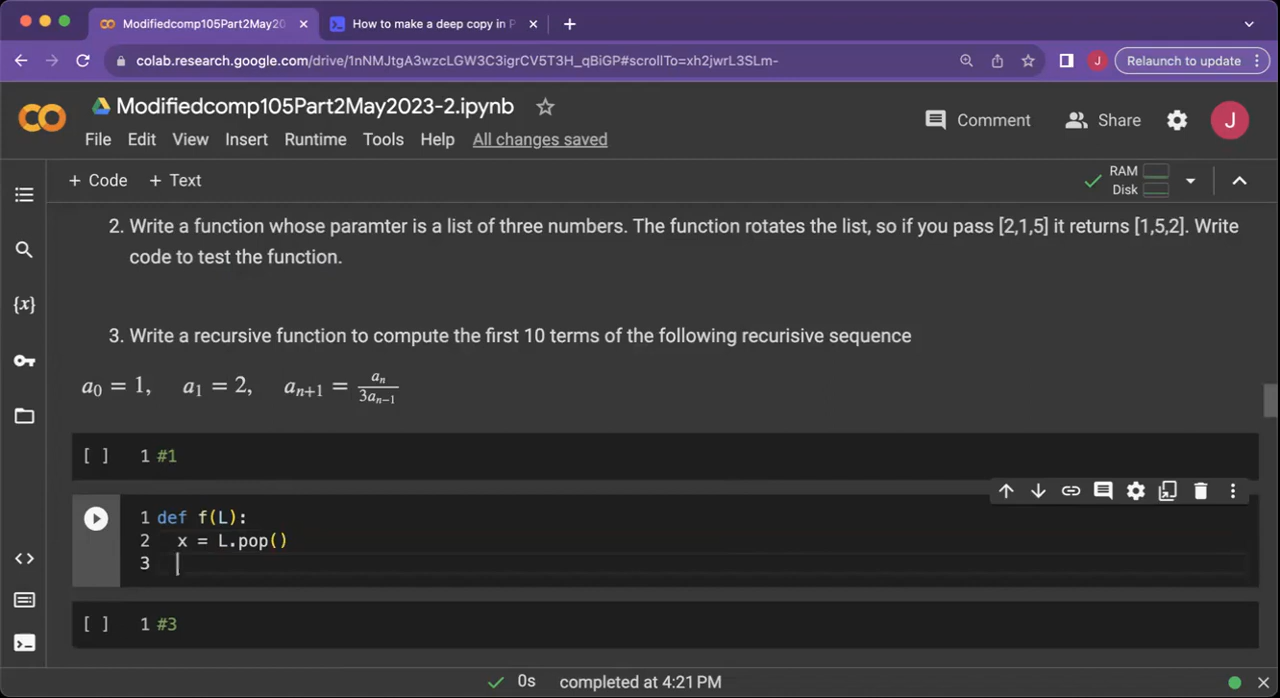 Modifiedcomp105Part2May20
How to make a deep copy in P
colab.research.google.com/drive/1nNMJtgA3wzcLGW3C3igrCV5T3H_qBiGP#scrollTo=xh2jwrL3SLm-
J
Relaunch to update
Modifiedcomp105Part2May2023-2.ipynb
File Edit View Insert Runtime Tools Help All changes saved
Comment
Share
J
+ Code + Text
RAM
Disk
2. Write a function whose paramter is a list of three numbers. The function rotates the list, so if you pass [2,1,5] it returns [1,5,2]. Write
code to test the function.
3. Write a recursive function to compute the first 10 terms of the following recurisive sequence
a₀ = 1, a₁ = 2, aₙ₊₁ = aₙ/3aₙ₋₁
[ ] 1 #1
1 def f(L):
2 x = L.pop()
3
[ ] 1 #3
0s completed at 4:21 PM